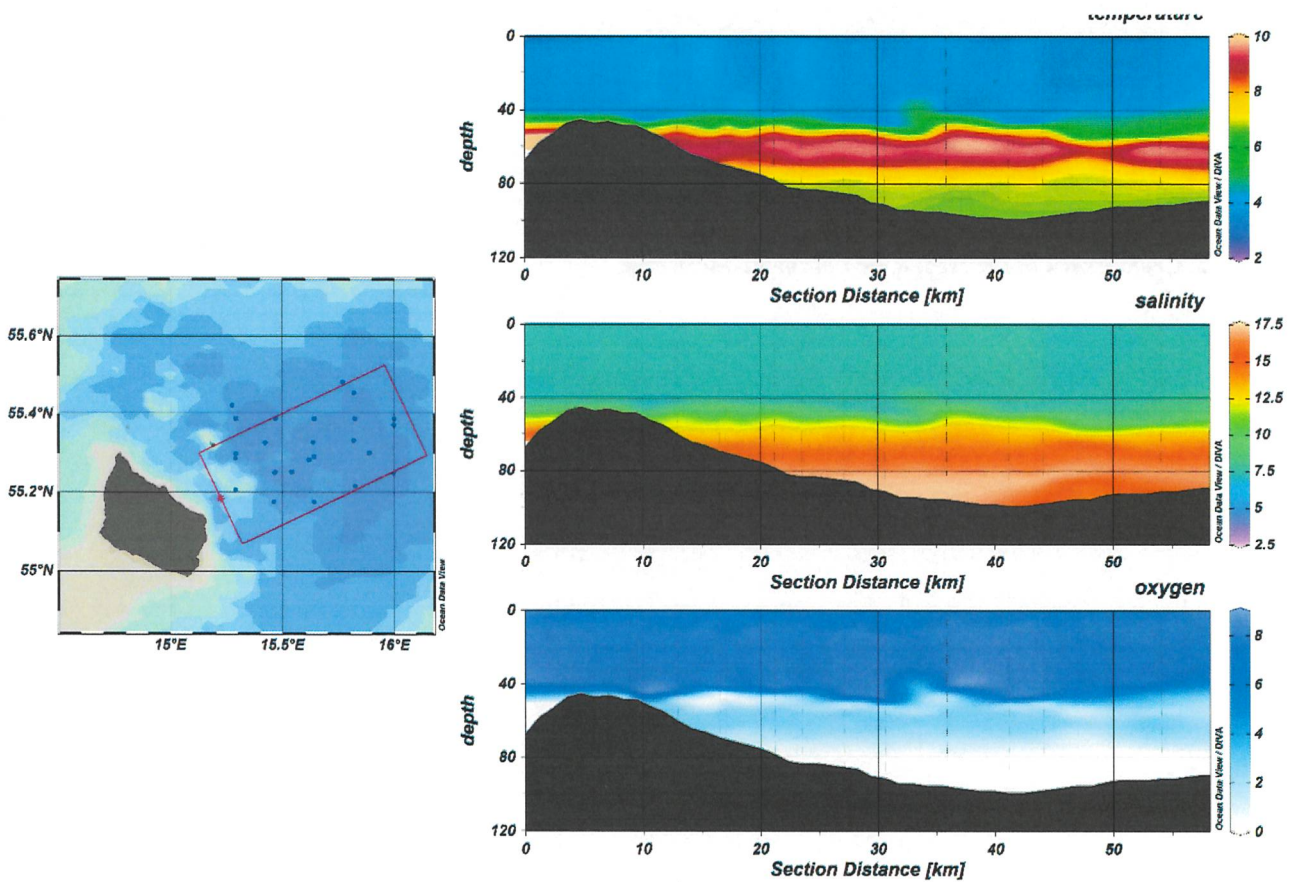 temperature
0
40
80
120
depth
0
10
20
30
40
50
Section Distance [km]
Ocean Data View / DIVA
10
8
6
4
2
salinity
0
40
80
120
depth
0
10
20
30
40
50
Section Distance [km]
Ocean Data View / DIVA
17.5
15
12.5
10
7.5
5
2.5
oxygen
0
40
80
120
depth
0
10
20
30
40
50
Section Distance [km]
Ocean Data View / DIVA
8
6
4
2
0
55.6°N
55.4°N
55.2°N
55°N
15°E
15.5°E
16°E
Ocean Data View